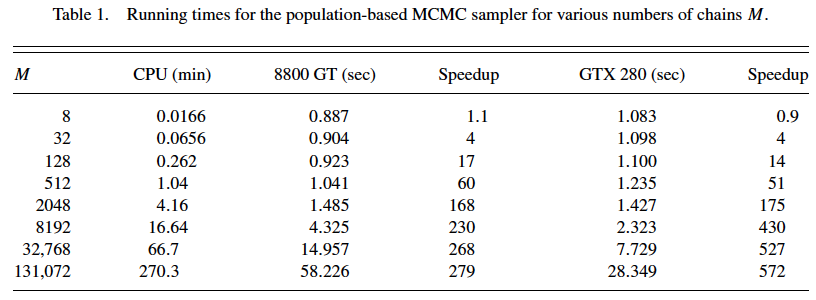 Table 1. Running times for the population-based MCMC sampler for various numbers of chains M.
M CPU (min) 8800 GT (sec) Speedup GTX 280 (sec) Speedup
8 0.0166 0.887 1.1 1.083 0.9
32 0.0656 0.904 4 1.098 4
128 0.262 0.923 17 1.100 14
512 1.04 1.041 60 1.235 51
2048 4.16 1.485 168 1.427 175
8192 16.64 4.325 230 2.323 430
32,768 66.7 14.957 268 7.729 527
131,072 270.3 58.226 279 28.349 572